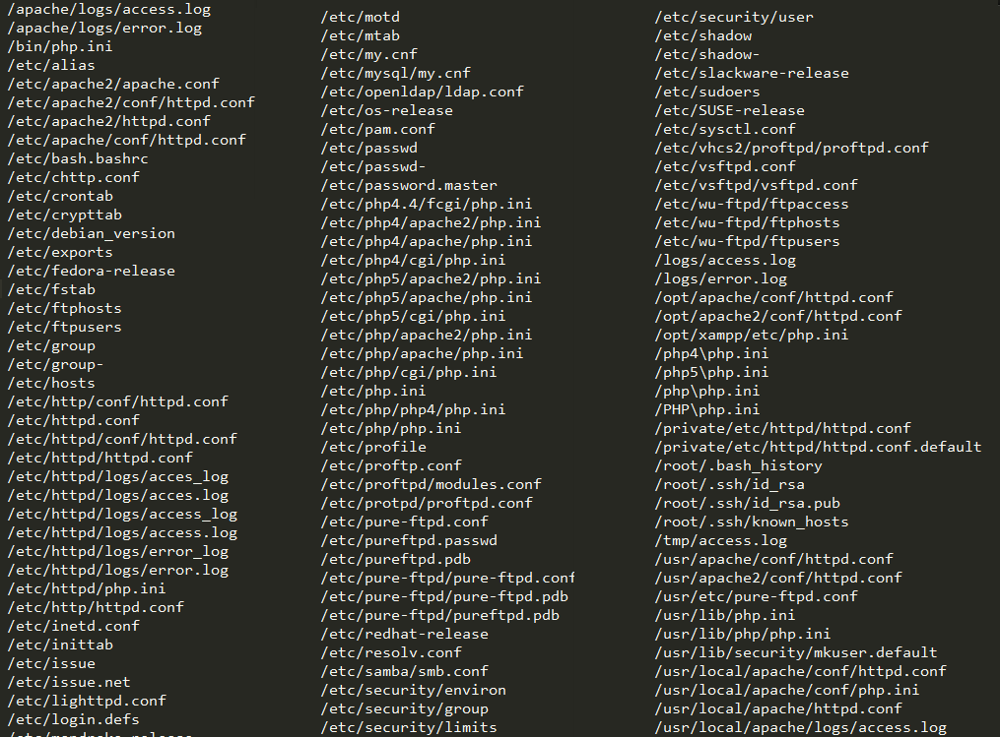 /apache/logs/access.log
/apache/logs/error.log
/bin/php.ini
/etc/alias
/etc/apache2/apache.conf
/etc/apache2/conf/httpd.conf
/etc/apache2/httpd.conf
/etc/apache/conf/httpd.conf
/etc/bash.bashrc
/etc/chttp.conf
/etc/crontab
/etc/crypttab
/etc/debian_version
/etc/exports
/etc/fedora-release
/etc/fstab
/etc/ftphosts
/etc/ftpusers
/etc/group
/etc/group-
/etc/hosts
/etc/http/conf/httpd.conf
/etc/httpd.conf
/etc/httpd/conf/httpd.conf
/etc/httpd/httpd.conf
/etc/httpd/logs/acces_log
/etc/httpd/logs/acces.log
/etc/httpd/logs/access_log
/etc/httpd/logs/access.log
/etc/httpd/logs/error_log
/etc/httpd/logs/error.log
/etc/httpd/php.ini
/etc/http/httpd.conf
/etc/inetd.conf
/etc/inittab
/etc/issue
/etc/issue.net
/etc/lighttpd.conf
/etc/login.defs
/etc/motd
/etc/mtab
/etc/my.cnf
/etc/mysql/my.cnf
/etc/openldap/ldap.conf
/etc/os-release
/etc/pam.conf
/etc/passwd
/etc/passwd-
/etc/password.master
/etc/php4.4/fcgi/php.ini
/etc/php4/apache2/php.ini
/etc/php4/apache/php.ini
/etc/php4/cgi/php.ini
/etc/php5/apache2/php.ini
/etc/php5/apache/php.ini
/etc/php5/cgi/php.ini
/etc/php/apache2/php.ini
/etc/php/apache/php.ini
/etc/php/cgi/php.ini
/etc/php.ini
/etc/php/php4/php.ini
/etc/php/php.ini
/etc/profile
/etc/proftp.conf
/etc/proftpd/modules.conf
/etc/protpd/proftpd.conf
/etc/pure-ftpd.conf
/etc/pureftpd.passwd
/etc/pureftpd.pdb
/etc/pure-ftpd/pure-ftpd.conf
/etc/pure-ftpd/pure-ftpd.pdb
/etc/pure-ftpd/pureftpd.pdb
/etc/redhat-release
/etc/resolv.conf
/etc/samba/smb.conf
/etc/security/environ
/etc/security/group
/etc/security/limits
/etc/security/user
/etc/shadow
/etc/shadow-
/etc/slackware-release
/etc/sudoers
/etc/SUSE-release
/etc/sysctl.conf
/etc/vhcs2/proftpd/proftpd.conf
/etc/vsftpd.conf
/etc/vsftpd/vsftpd.conf
/etc/wu-ftpd/ftpaccess
/etc/wu-ftpd/ftphosts
/etc/wu-ftpd/ftpusers
/logs/access.log
/logs/error.log
/opt/apache/conf/httpd.conf
/opt/apache2/conf/httpd.conf
/opt/xampp/etc/php.ini
/php4\php.ini
/php5\php.ini
/php\php.ini
/PHP\php.ini
/private/etc/httpd/httpd.conf
/private/etc/httpd/httpd.conf.default
/root/.bash_history
/root/.ssh/id_rsa
/root/.ssh/id_rsa.pub
/root/.ssh/known_hosts
/tmp/access.log
/usr/apache/conf/httpd.conf
/usr/apache2/conf/httpd.conf
/usr/etc/pure-ftpd.conf
/usr/lib/php.ini
/usr/lib/php/php.ini
/usr/lib/security/mkuser.default
/usr/local/apache/conf/httpd.conf
/usr/local/apache/conf/php.ini
/usr/local/apache/httpd.conf
/usr/local/apache/logs/access.log